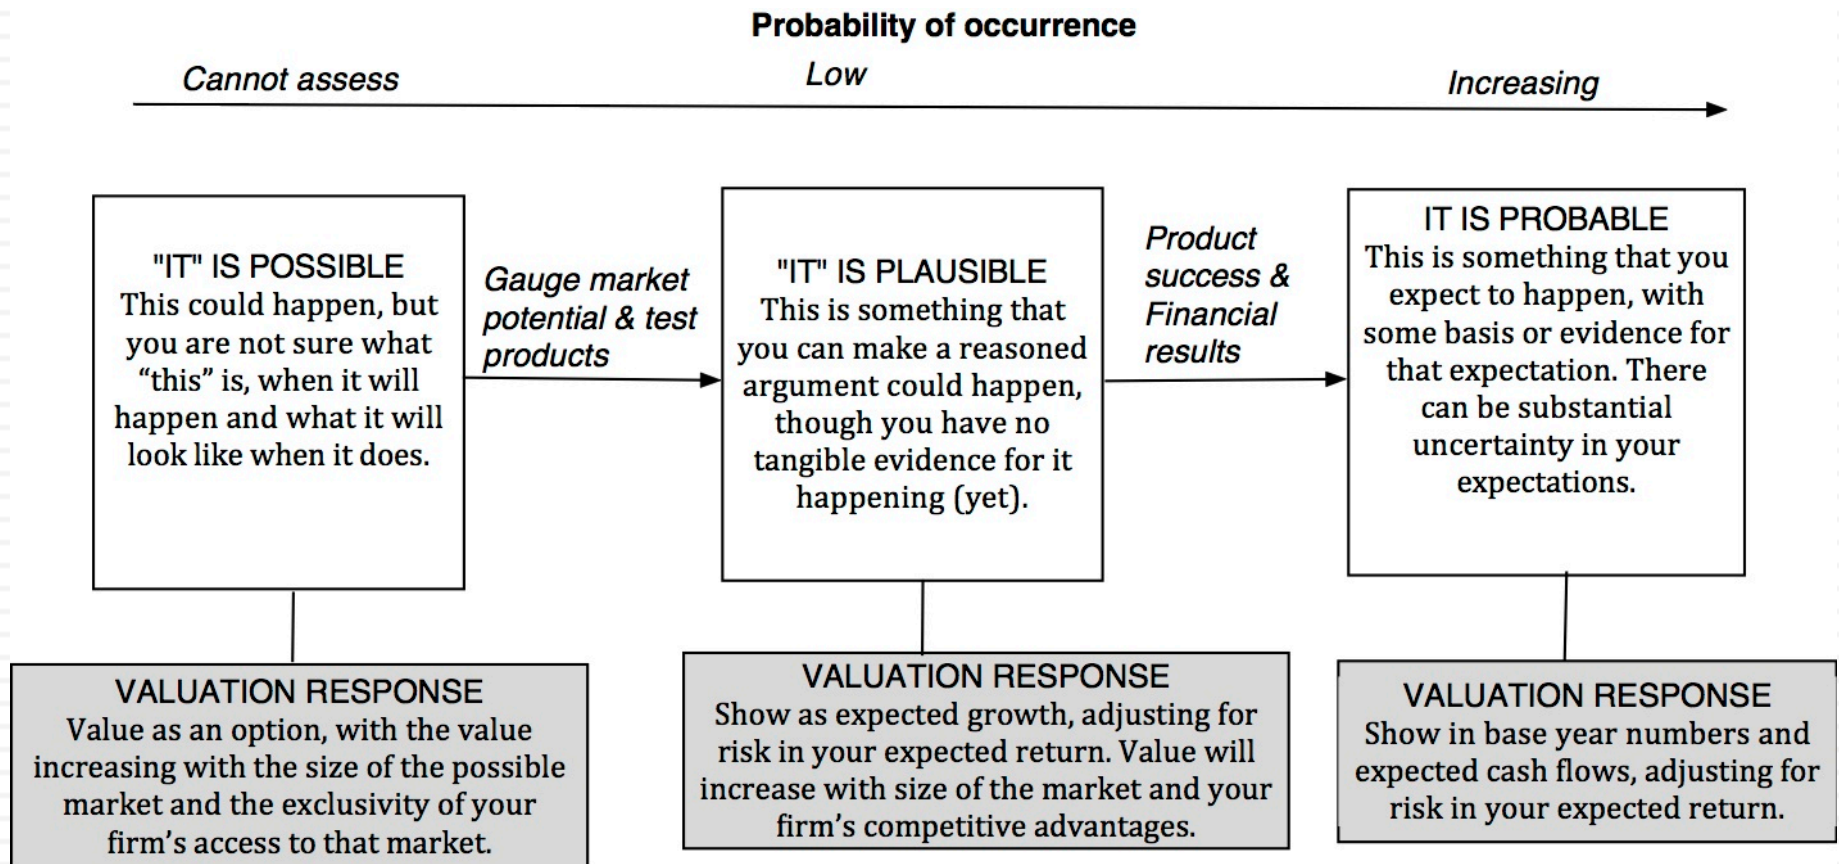 Probability of occurrence
Cannot assess
Low
Increasing
"IT" IS POSSIBLE
This could happen, but
you are not sure what
“this” is, when it will
happen and what it will
look like when it does.
Gauge market
potential & test
products
"IT" IS PLAUSIBLE
This is something that
you can make a reasoned
argument could happen,
though you have no
tangible evidence for it
happening (yet).
Product
success &
Financial
results
IT IS PROBABLE
This is something that you
expect to happen, with
some basis or evidence for
that expectation. There
can be substantial
uncertainty in your
expectations.
VALUATION RESPONSE
Value as an option, with the value
increasing with the size of the possible
market and the exclusivity of your
firm’s access to that market.
VALUATION RESPONSE
Show as expected growth, adjusting for
risk in your expected return. Value will
increase with size of the market and your
firm’s competitive advantages.
VALUATION RESPONSE
Show in base year numbers and
expected cash flows, adjusting for
risk in your expected return.